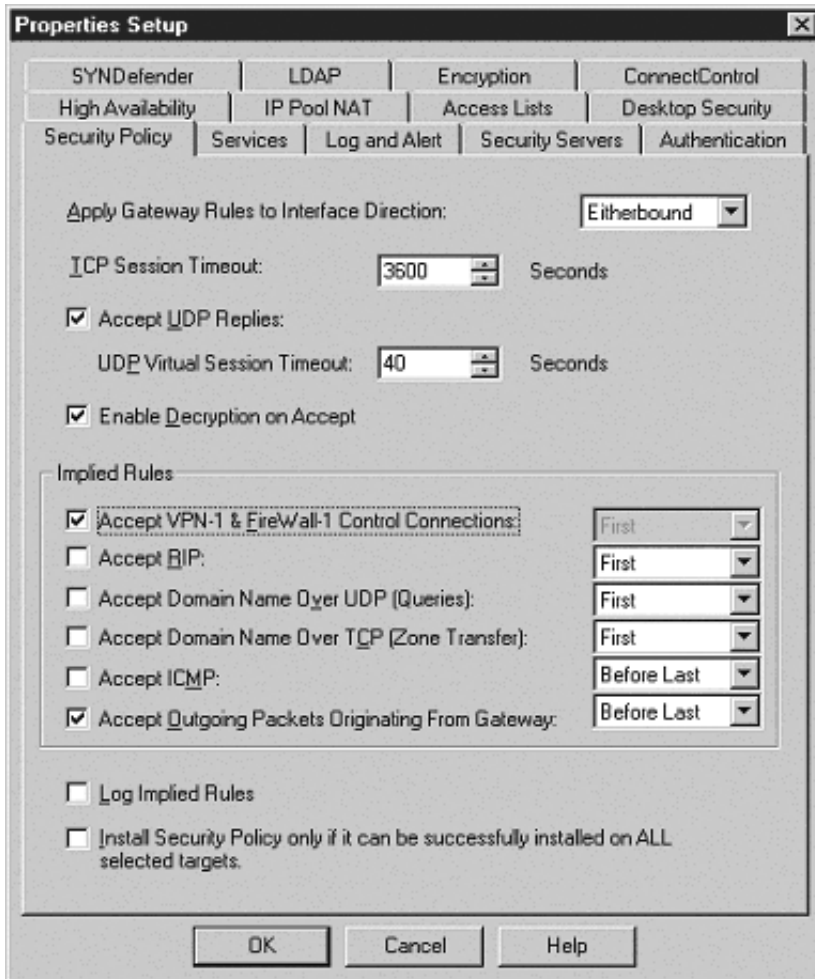 Properties Setup
SYNDefender LDAP Encryption ConnectControl
High Availability IP Pool NAT Access Lists Desktop Security
Security Policy Services Log and Alert Security Servers Authentication
Apply Gateway Rules to Interface Direction: Eitherbound
TCP Session Timeout: 3600 Seconds
Accept UDP Replies:
UDP Virtual Session Timeout: 40 Seconds
Enable Decryption on Accept
Implied Rules
Accept VPN-1 & FireWall-1 Control Connections: First
Accept RIP: First
Accept Domain Name Over UDP (Queries): First
Accept Domain Name Over TCP (Zone Transfer): First
Accept ICMP: Before Last
Accept Outgoing Packets Originating From Gateway: Before Last
Log Implied Rules
Install Security Policy only if it can be successfully installed on ALL
selected targets.
OK Cancel Help